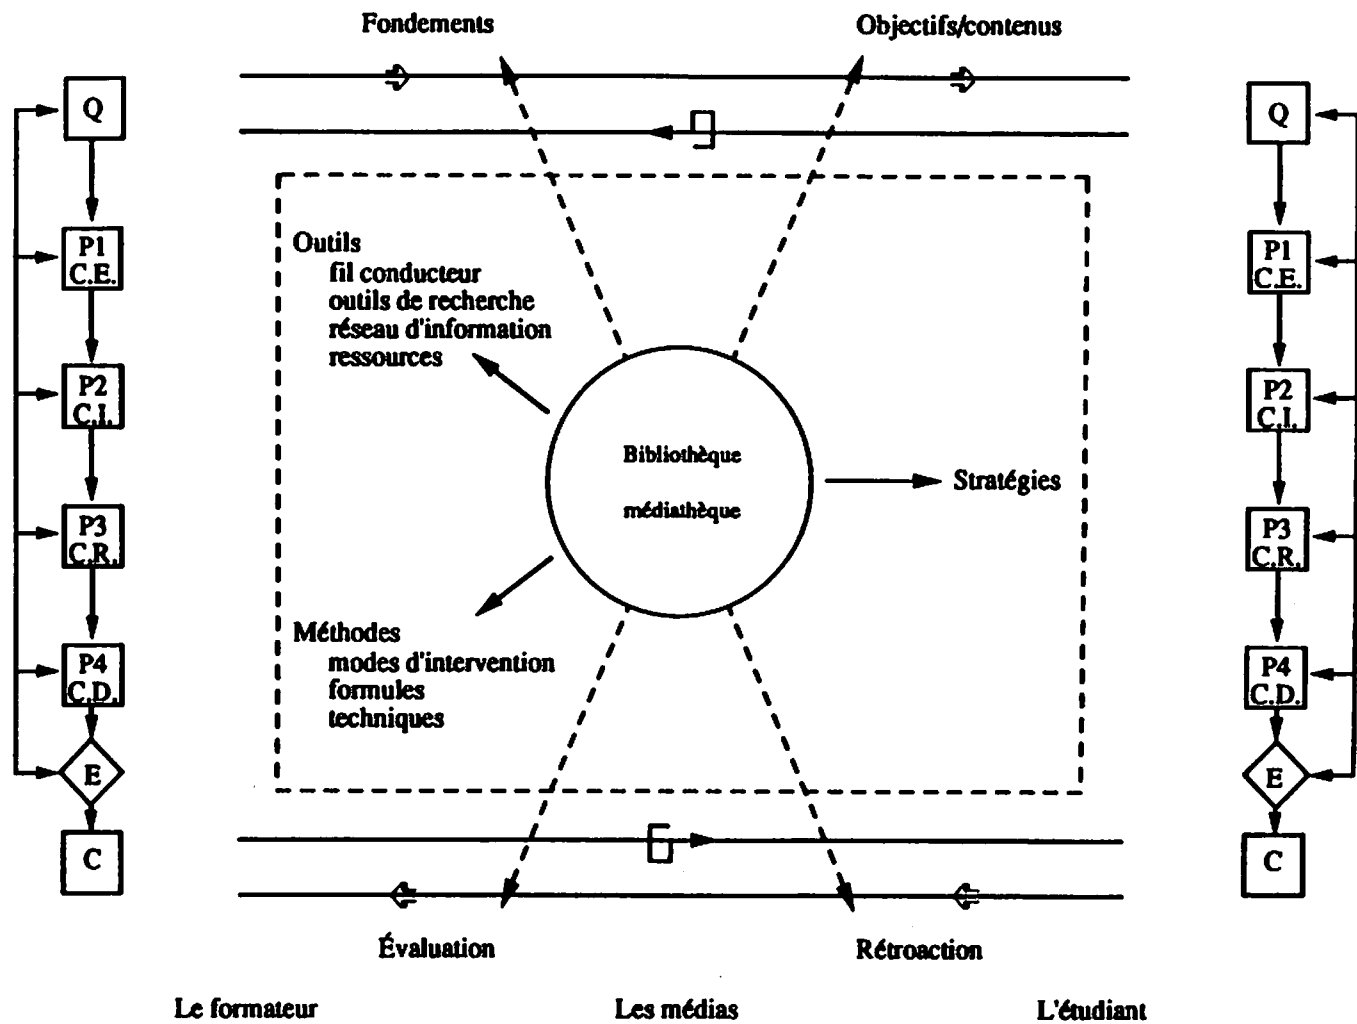 Fondements
Objectifs/contenus
Q
P1
C.E.
P2
C.I.
P3
C.R.
P4
C.D.
E
C
Outils
fil conducteur
outils de recherche
réseau d'information
ressources
Bibliothèque
médiathèque
Stratégies
Méthodes
modes d'intervention
formules
techniques
Q
P1
C.E.
P2
C.I.
P3
C.R.
P4
C.D.
E
C
Évaluation
Rétroaction
Le formateur
Les médias
L'étudiant